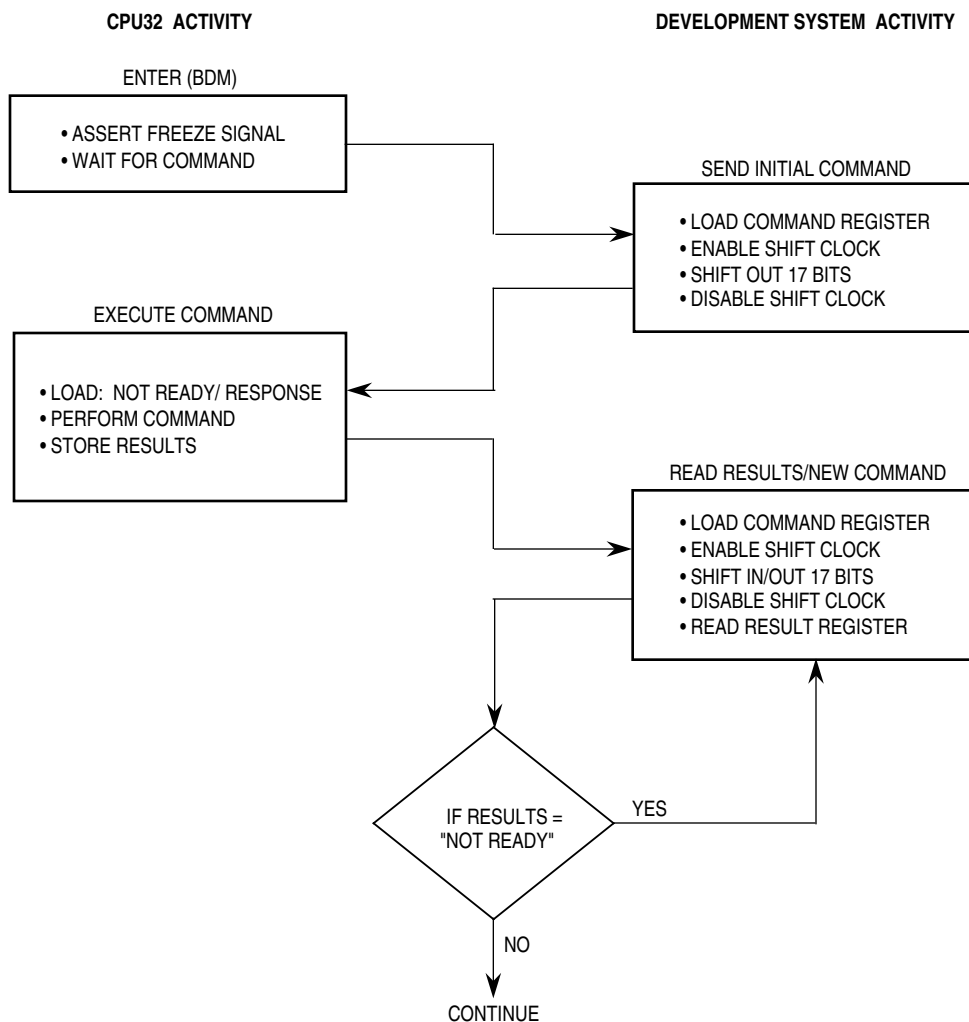 CPU32 ACTIVITY
DEVELOPMENT SYSTEM ACTIVITY
ENTER (BDM)
• ASSERT FREEZE SIGNAL
• WAIT FOR COMMAND
SEND INITIAL COMMAND
• LOAD COMMAND REGISTER
• ENABLE SHIFT CLOCK
• SHIFT OUT 17 BITS
• DISABLE SHIFT CLOCK
EXECUTE COMMAND
• LOAD: NOT READY/ RESPONSE
• PERFORM COMMAND
• STORE RESULTS
READ RESULTS/NEW COMMAND
• LOAD COMMAND REGISTER
• ENABLE SHIFT CLOCK
• SHIFT IN/OUT 17 BITS
• DISABLE SHIFT CLOCK
• READ RESULT REGISTER
IF RESULTS =
"NOT READY"
YES
NO
CONTINUE